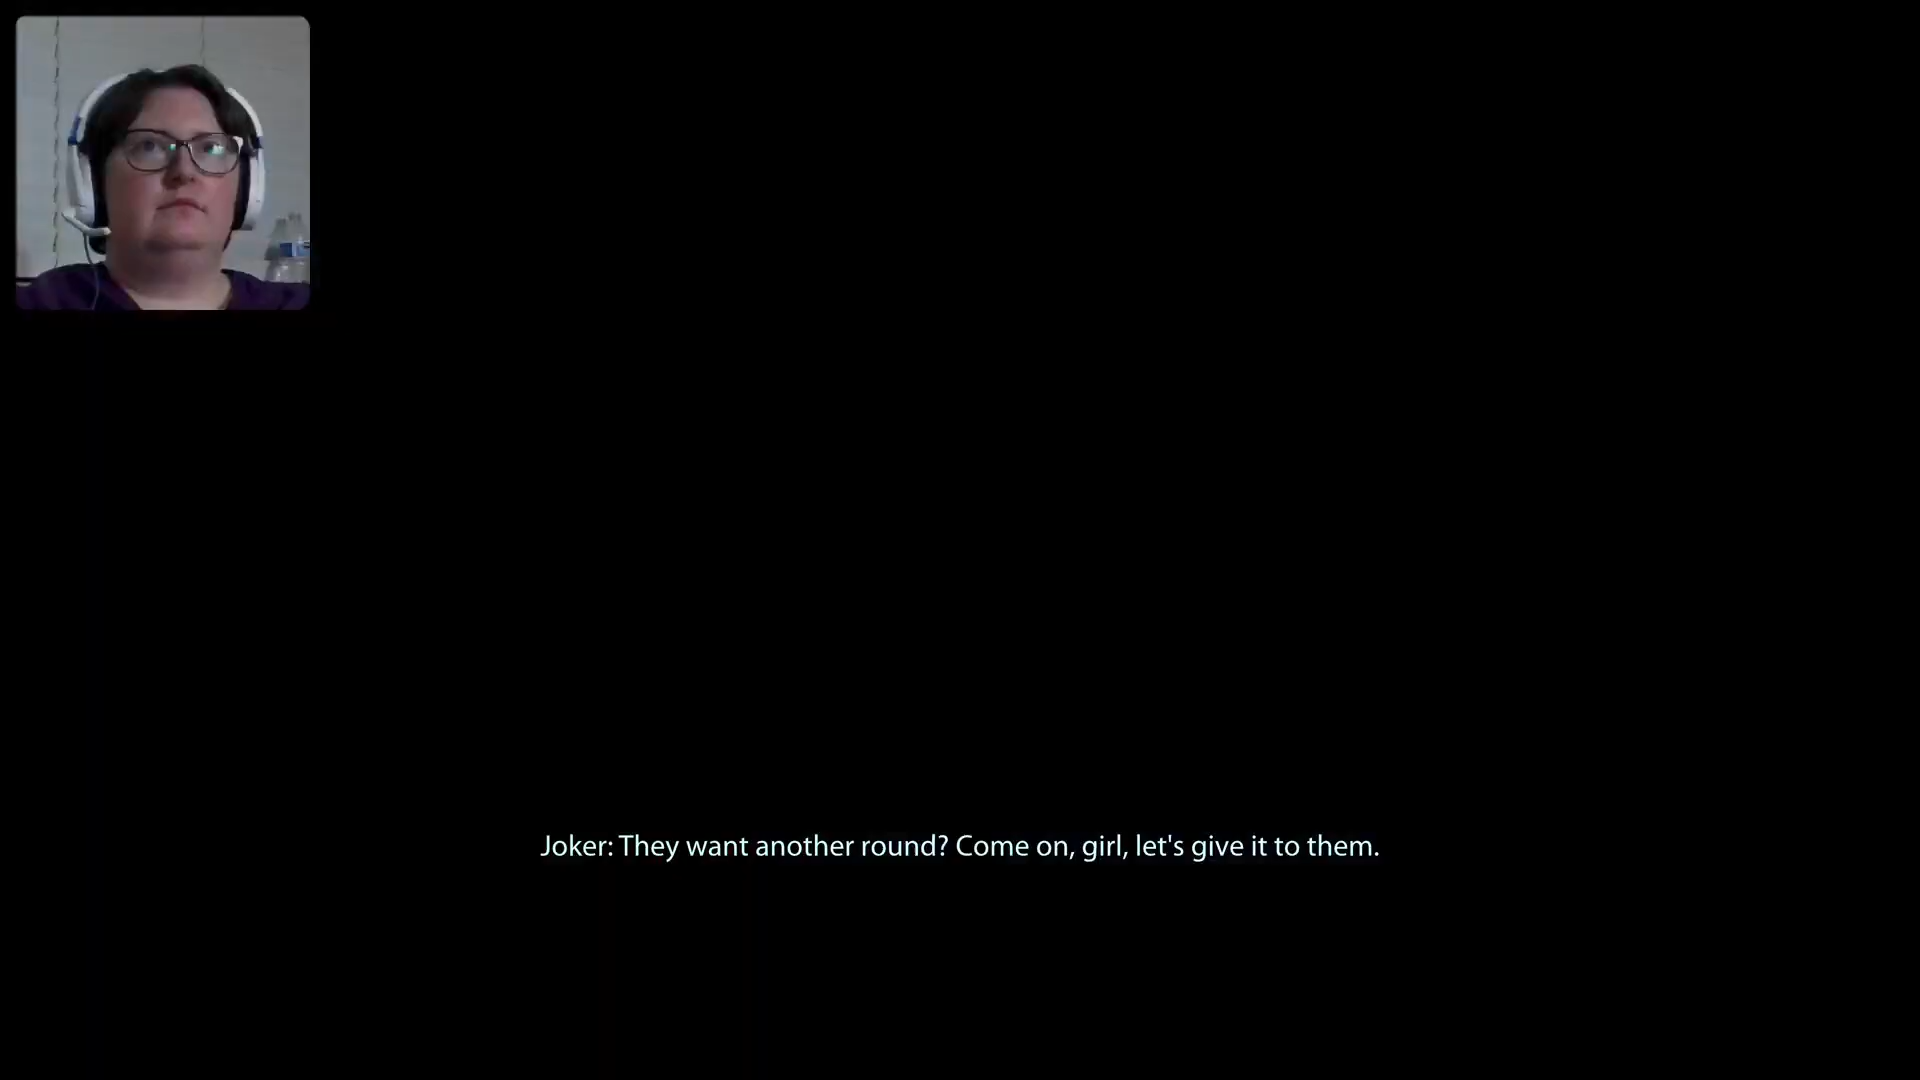 Joker: They want another round? Come on, girl, let's give it to them.